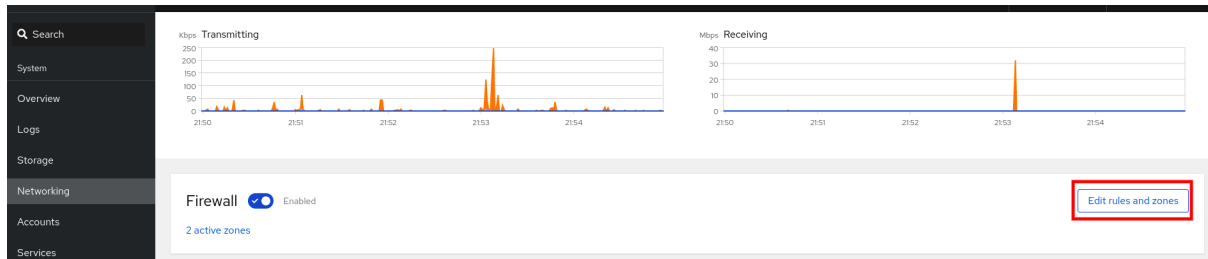 Search
System
Overview
Logs
Storage
Networking
Accounts
Services
Kbps Transmitting
250
200
150
100
50
0
21:50 21:51 21:52 21:53 21:54
Mbps Receiving
40
30
20
10
0
21:50 21:51 21:52 21:53 21:54
Firewall Enabled
Edit rules and zones
2 active zones